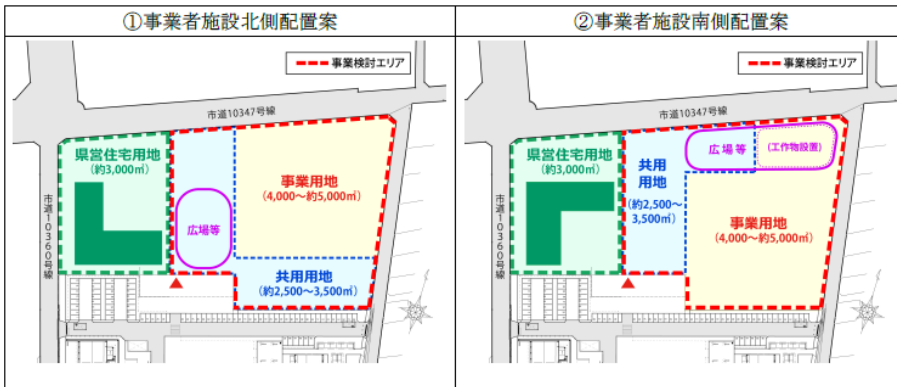 ①事業者施設北側配置案
事業検討エリア
市道10347号線
県営住宅用地
(約3,000㎡)
事業用地
(4,000~約5,000㎡)
広場等
市道10360号線
共用用地
(約2,500~3,500㎡)
②事業者施設南側配置案
事業検討エリア
市道10347号線
県営住宅用地
(約3,000㎡)
広場等
(工作物設置)
共用
用地
(約2,500~
3,500㎡)
事業用地
(4,000~約5,000㎡)
市道10360号線